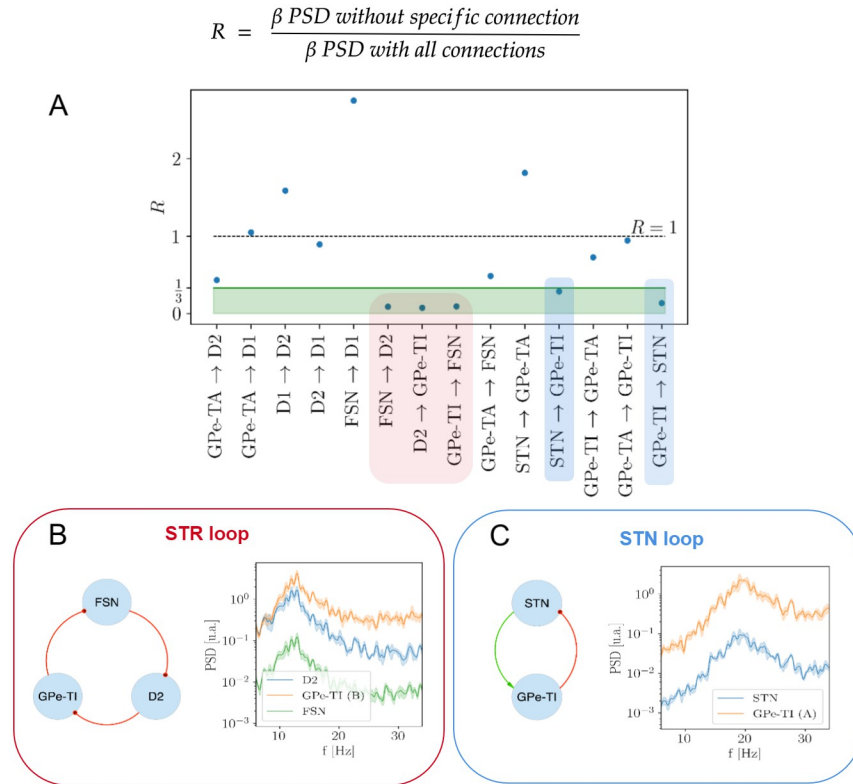 R = β PSD without specific connection / β PSD with all connections
A
2
1
1/3
0
R
R = 1
GPe-TA → D2
GPe-TA → D1
D1 → D2
D2 → D1
FSN → D1
FSN → D2
D2 → GPe-TI
GPe-TI → FSN
GPe-TA → FSN
STN → GPe-TA
STN → GPe-TI
GPe-TI → GPe-TA
GPe-TA → GPe-TI
GPe-TI → STN
B
STR loop
FSN
GPe-TI
D2
PSD [u.a.]
10⁰
10⁻¹
10⁻²
10⁻³
D2
GPe-TI (B)
FSN
10
20
30
f [Hz]
C
STN loop
STN
GPe-TI
PSD [u.a.]
10⁰
10⁻¹
10⁻²
10⁻³
STN
GPe-TI (A)
10
20
30
f [Hz]